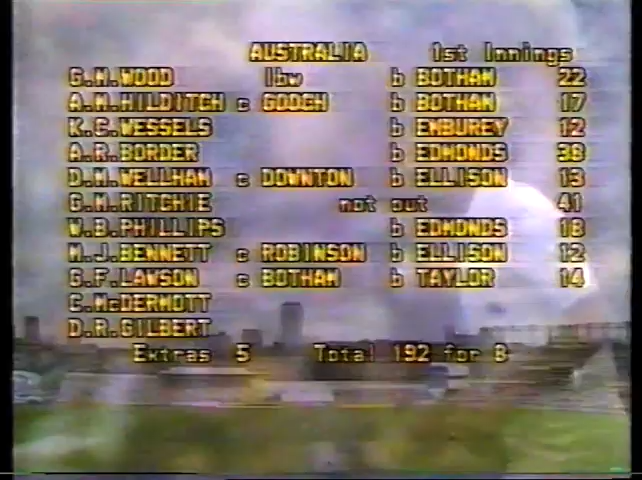 AUSTRALIA 1st Innings
G.M.WOOD lbw b BOTHAM 22
A.M.HILDITCH c GOOCH b BOTHAM 17
K.C.WESSELS b EMBUREY 12
A.R.BORDER b EDMONDS 38
D.M.WELLHAM c DOWNTON b ELLISON 13
G.M.RITCHIE not out 41
W.B.PHILLIPS b EDMONDS 18
M.J.BENNETT c ROBINSON b ELLISON 12
G.F.LAWSON c BOTHAM b TAYLOR 14
C.McDERMOTT
D.R.GILBERT
Extras 5 Total 192 for 8